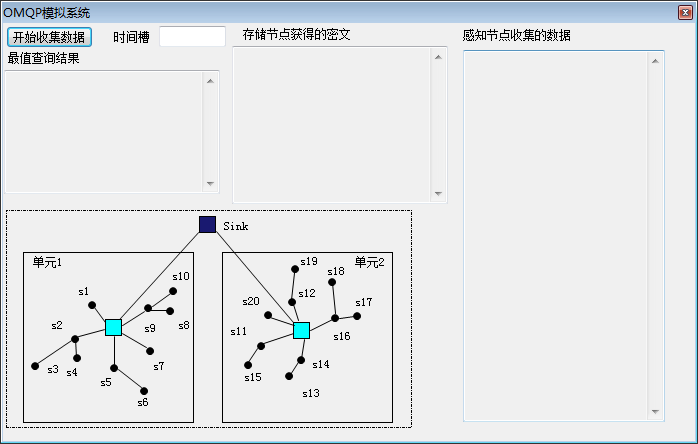 OMQP模拟系统
开始收集数据
时间槽
存储节点获得的密文
感知节点收集的数据
最值查询结果
Sink
单元1
单元2
s10
s1
s2
s9
s8
s3
s4
s5
s7
s6
s19
s18
s12
s20
s17
s11
s16
s15
s14
s13